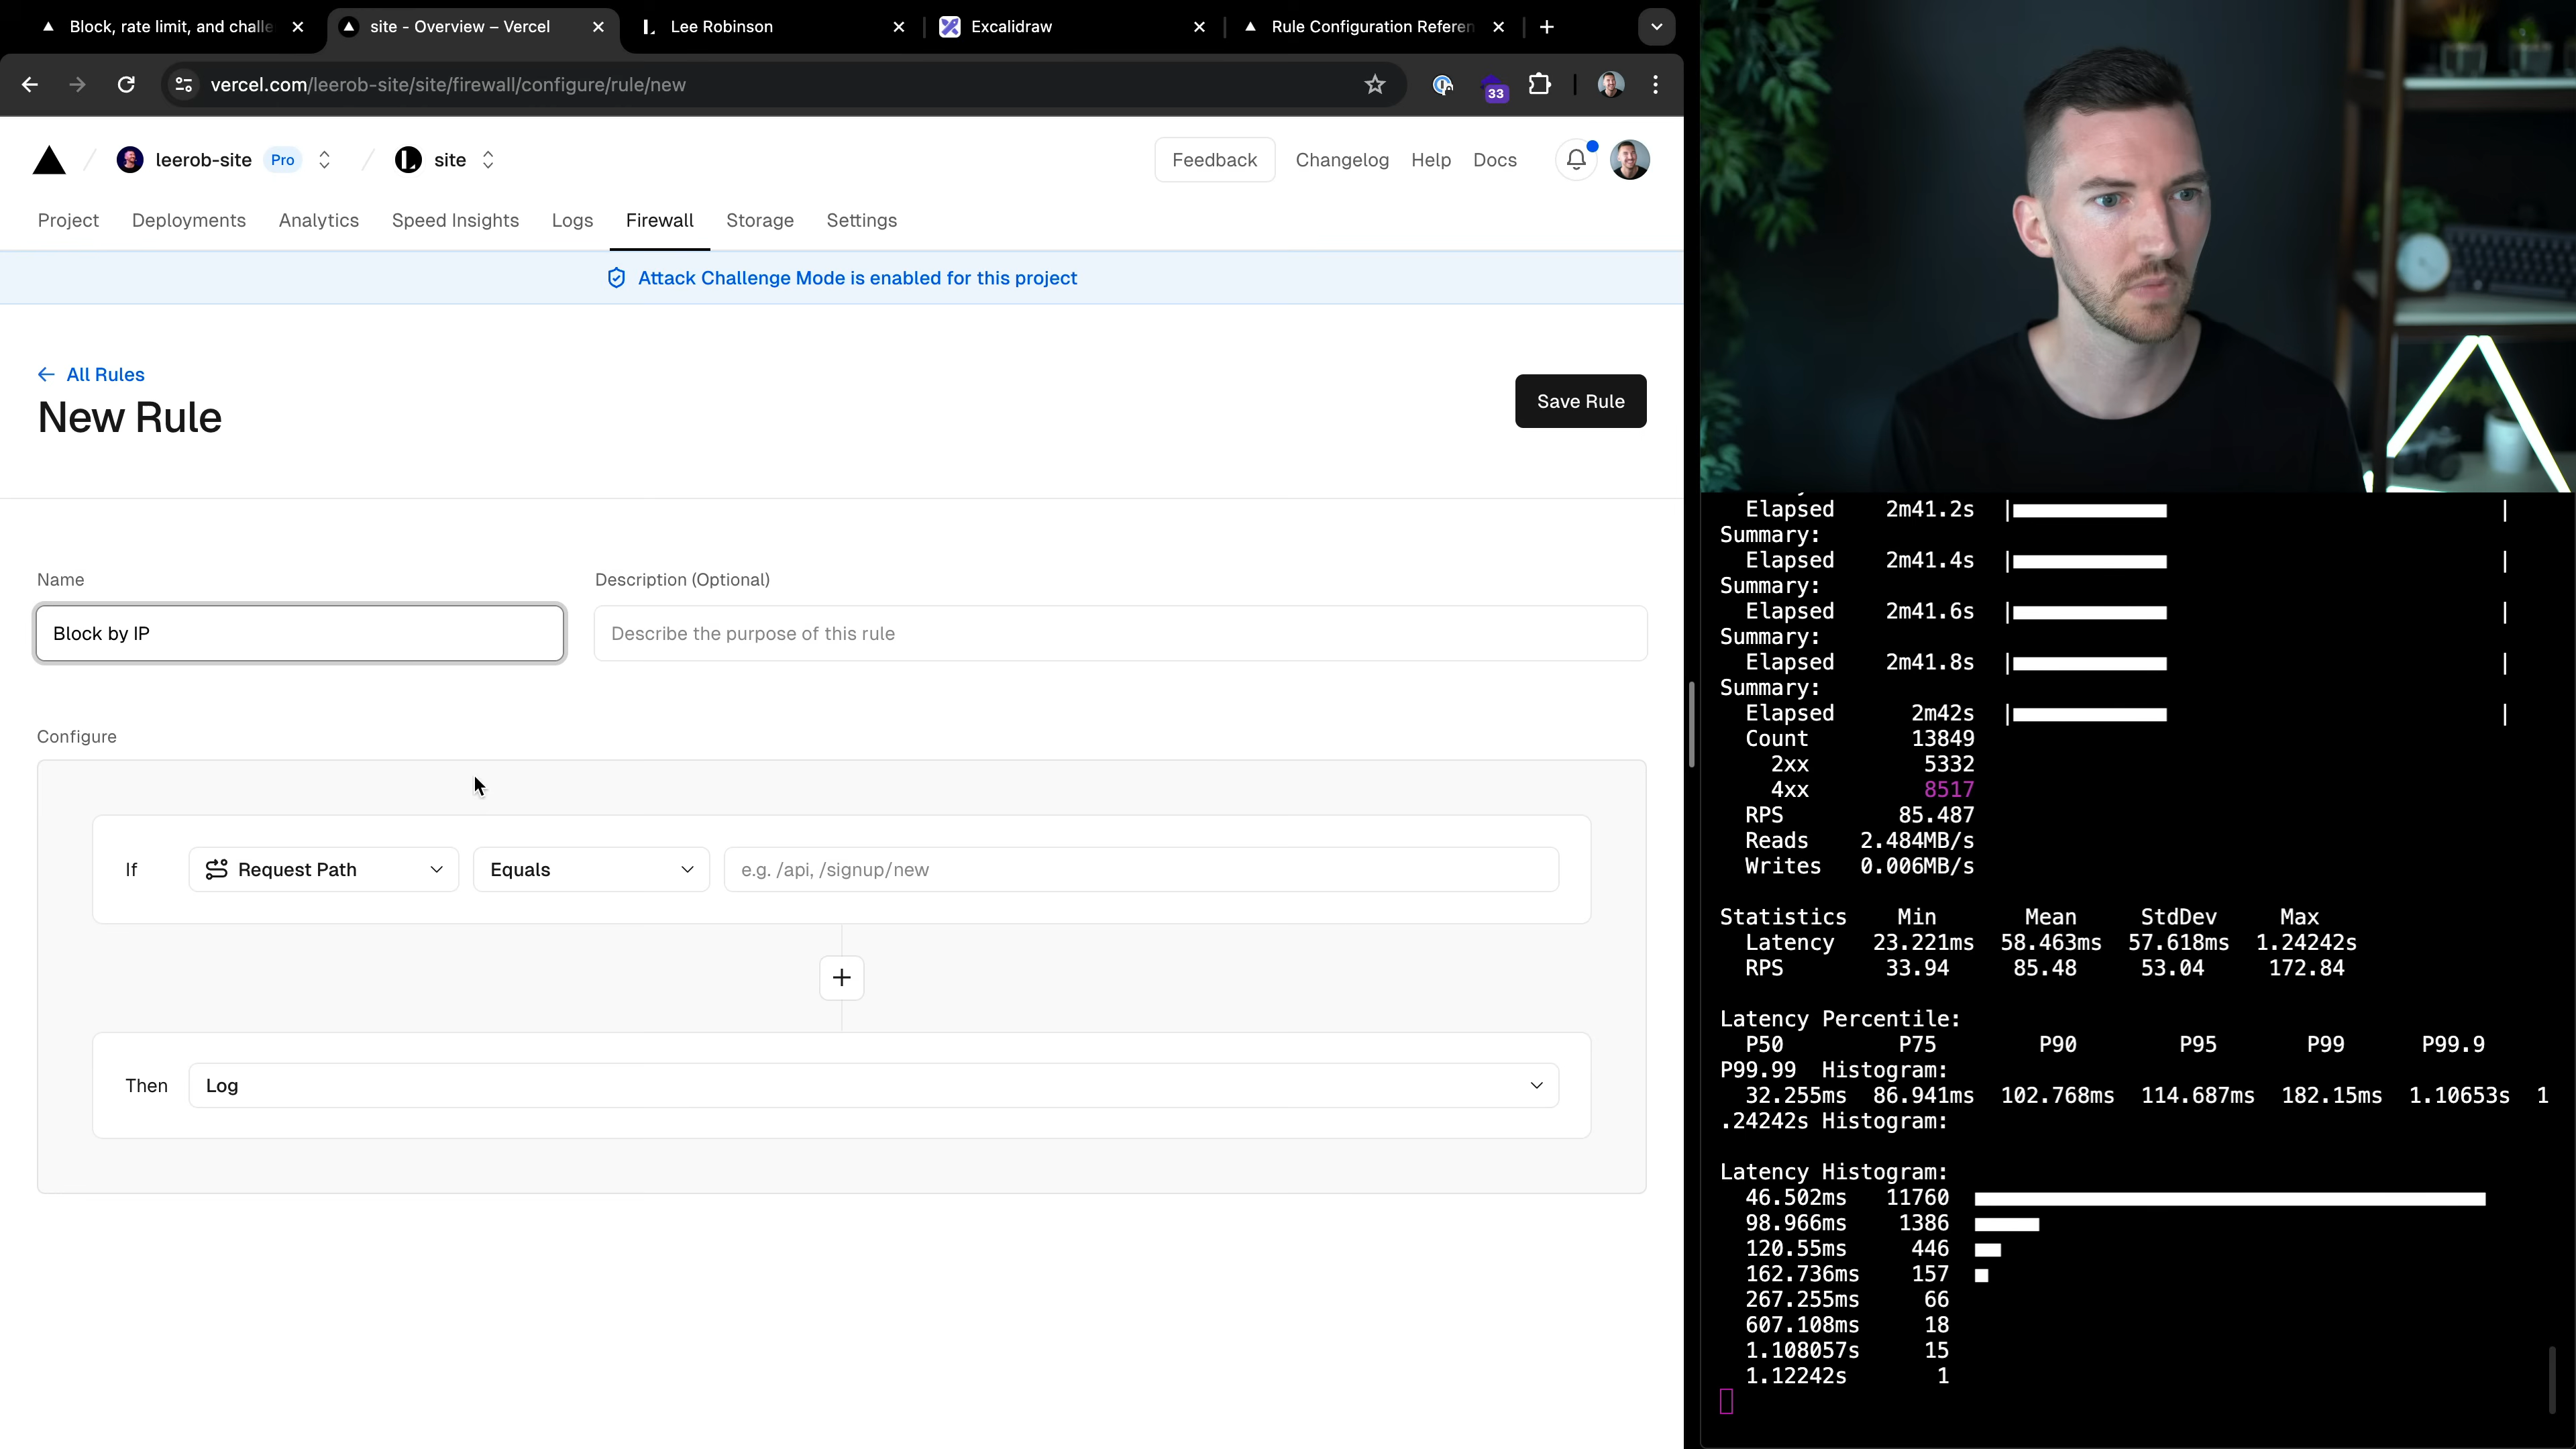 Block, rate limit, and challe
site - Overview – Vercel
Lee Robinson
Excalidraw
Rule Configuration Referen
vercel.com/leerob-site/site/firewall/configure/rule/new
33
leerob-site Pro
site
Feedback
Changelog
Help
Docs
Project
Deployments
Analytics
Speed Insights
Logs
Firewall
Storage
Settings
Attack Challenge Mode is enabled for this project
← All Rules
New Rule
Save Rule
Name
Description (Optional)
Block by IP
Describe the purpose of this rule
Configure
If
Request Path
Equals
e.g. /api, /signup/new
+
Then
Log
Elapsed 2m41.2s | |
Summary:
Elapsed 2m41.4s | |
Summary:
Elapsed 2m41.6s | |
Summary:
Elapsed 2m41.8s | |
Summary:
Elapsed 2m42s | |
Count 13849
2xx 5332
4xx 8517
RPS 85.487
Reads 2.484MB/s
Writes 0.006MB/s
Statistics Min Mean StdDev Max
Latency 23.221ms 58.463ms 57.618ms 1.24242s
RPS 33.94 85.48 53.04 172.84
Latency Percentile:
P50 P75 P90 P95 P99 P99.9
P99.99 Histogram:
32.255ms 86.941ms 102.768ms 114.687ms 182.15ms 1.10653s 1
.24242s Histogram:
Latency Histogram:
46.502ms 11760
98.966ms 1386
120.55ms 446
162.736ms 157
267.255ms 66
607.108ms 18
1.108057s 15
1.12242s 1